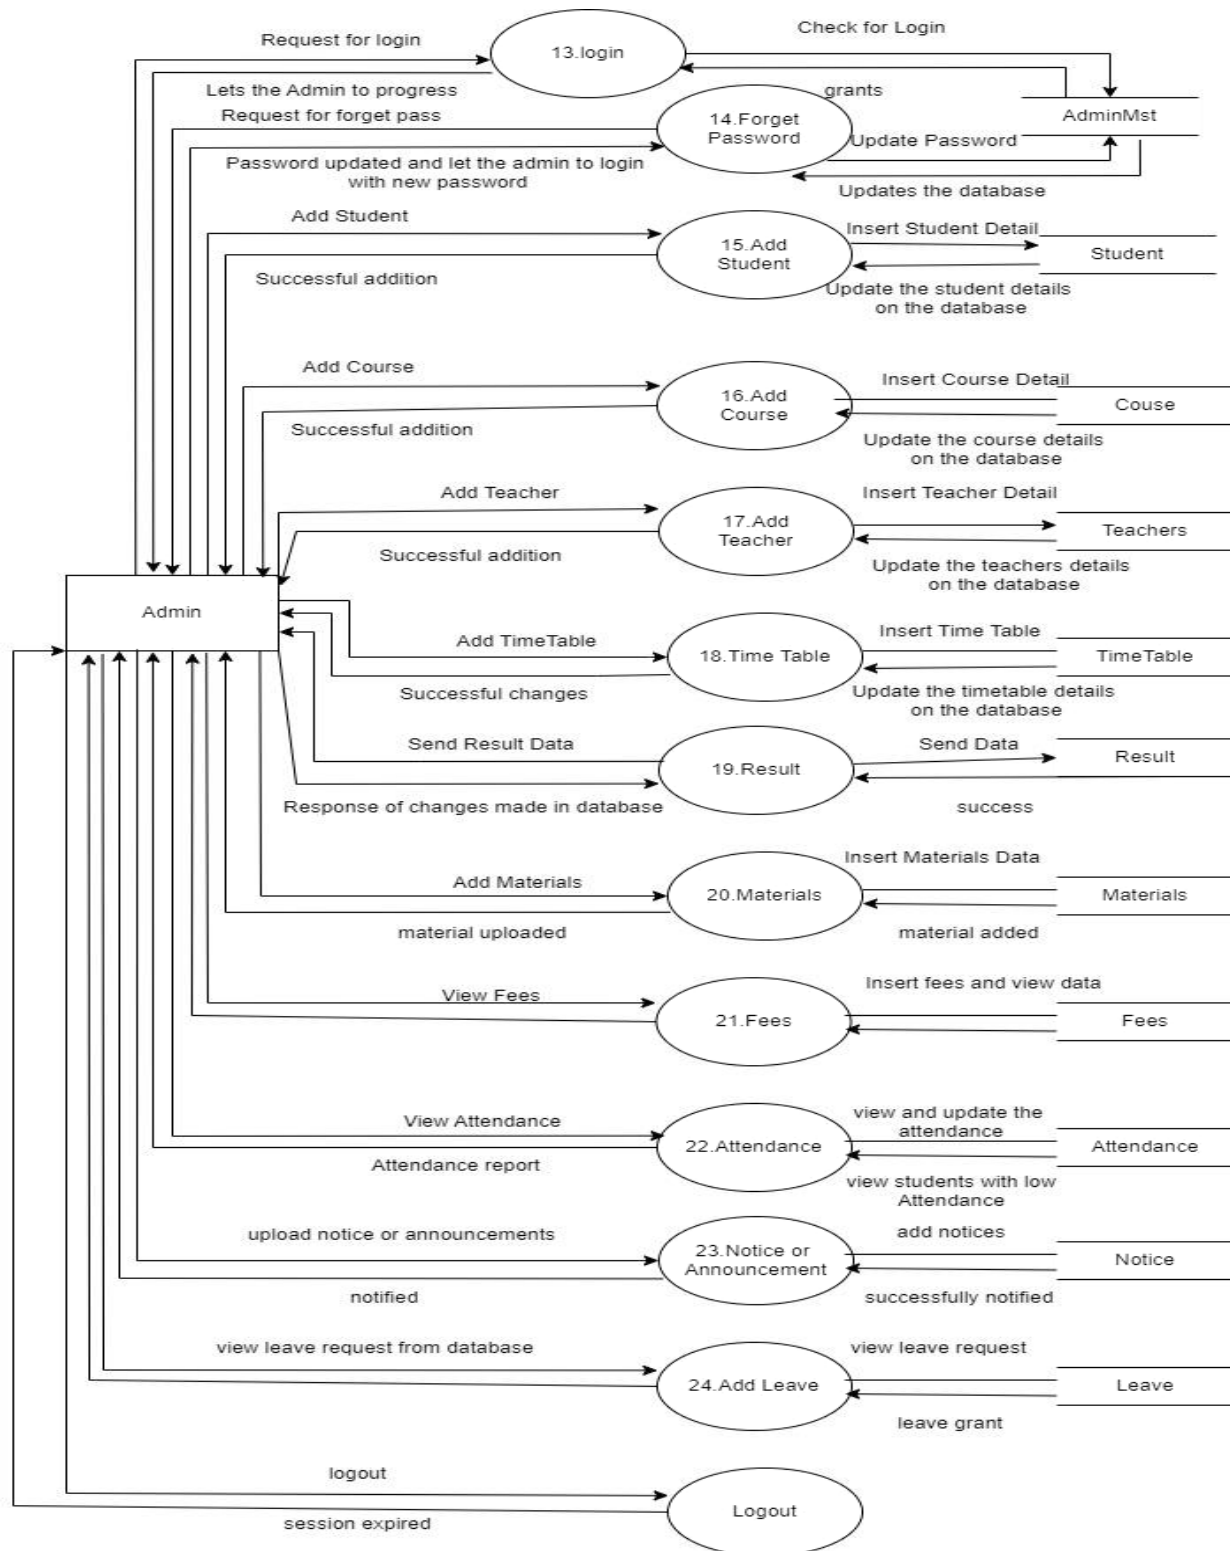 Request for login
13.login
Check for Login
Lets the Admin to progress
grants
Request for forget pass
14.Forget
Password
AdminMst
Update Password
Password updated and let the admin to login
with new password
Updates the database
Add Student
15.Add
Student
Insert Student Detail
Student
Successful addition
Update the student details
on the database
Add Course
16.Add
Course
Insert Course Detail
Couse
Successful addition
Update the course details
on the database
Add Teacher
17.Add
Teacher
Insert Teacher Detail
Teachers
Successful addition
Update the teachers details
on the database
Admin
Add TimeTable
18.Time Table
Insert Time Table
TimeTable
Successful changes
Update the timetable details
on the database
Send Result Data
19.Result
Send Data
Result
Response of changes made in database
success
Add Materials
20.Materials
Insert Materials Data
Materials
material uploaded
material added
View Fees
21.Fees
Insert fees and view data
Fees
View Attendance
22.Attendance
view and update the
attendance
Attendance
Attendance report
view students with low
Attendance
upload notice or announcements
23.Notice or
Announcement
add notices
Notice
notified
successfully notified
view leave request from database
24.Add Leave
view leave request
Leave
leave grant
logout
Logout
session expired